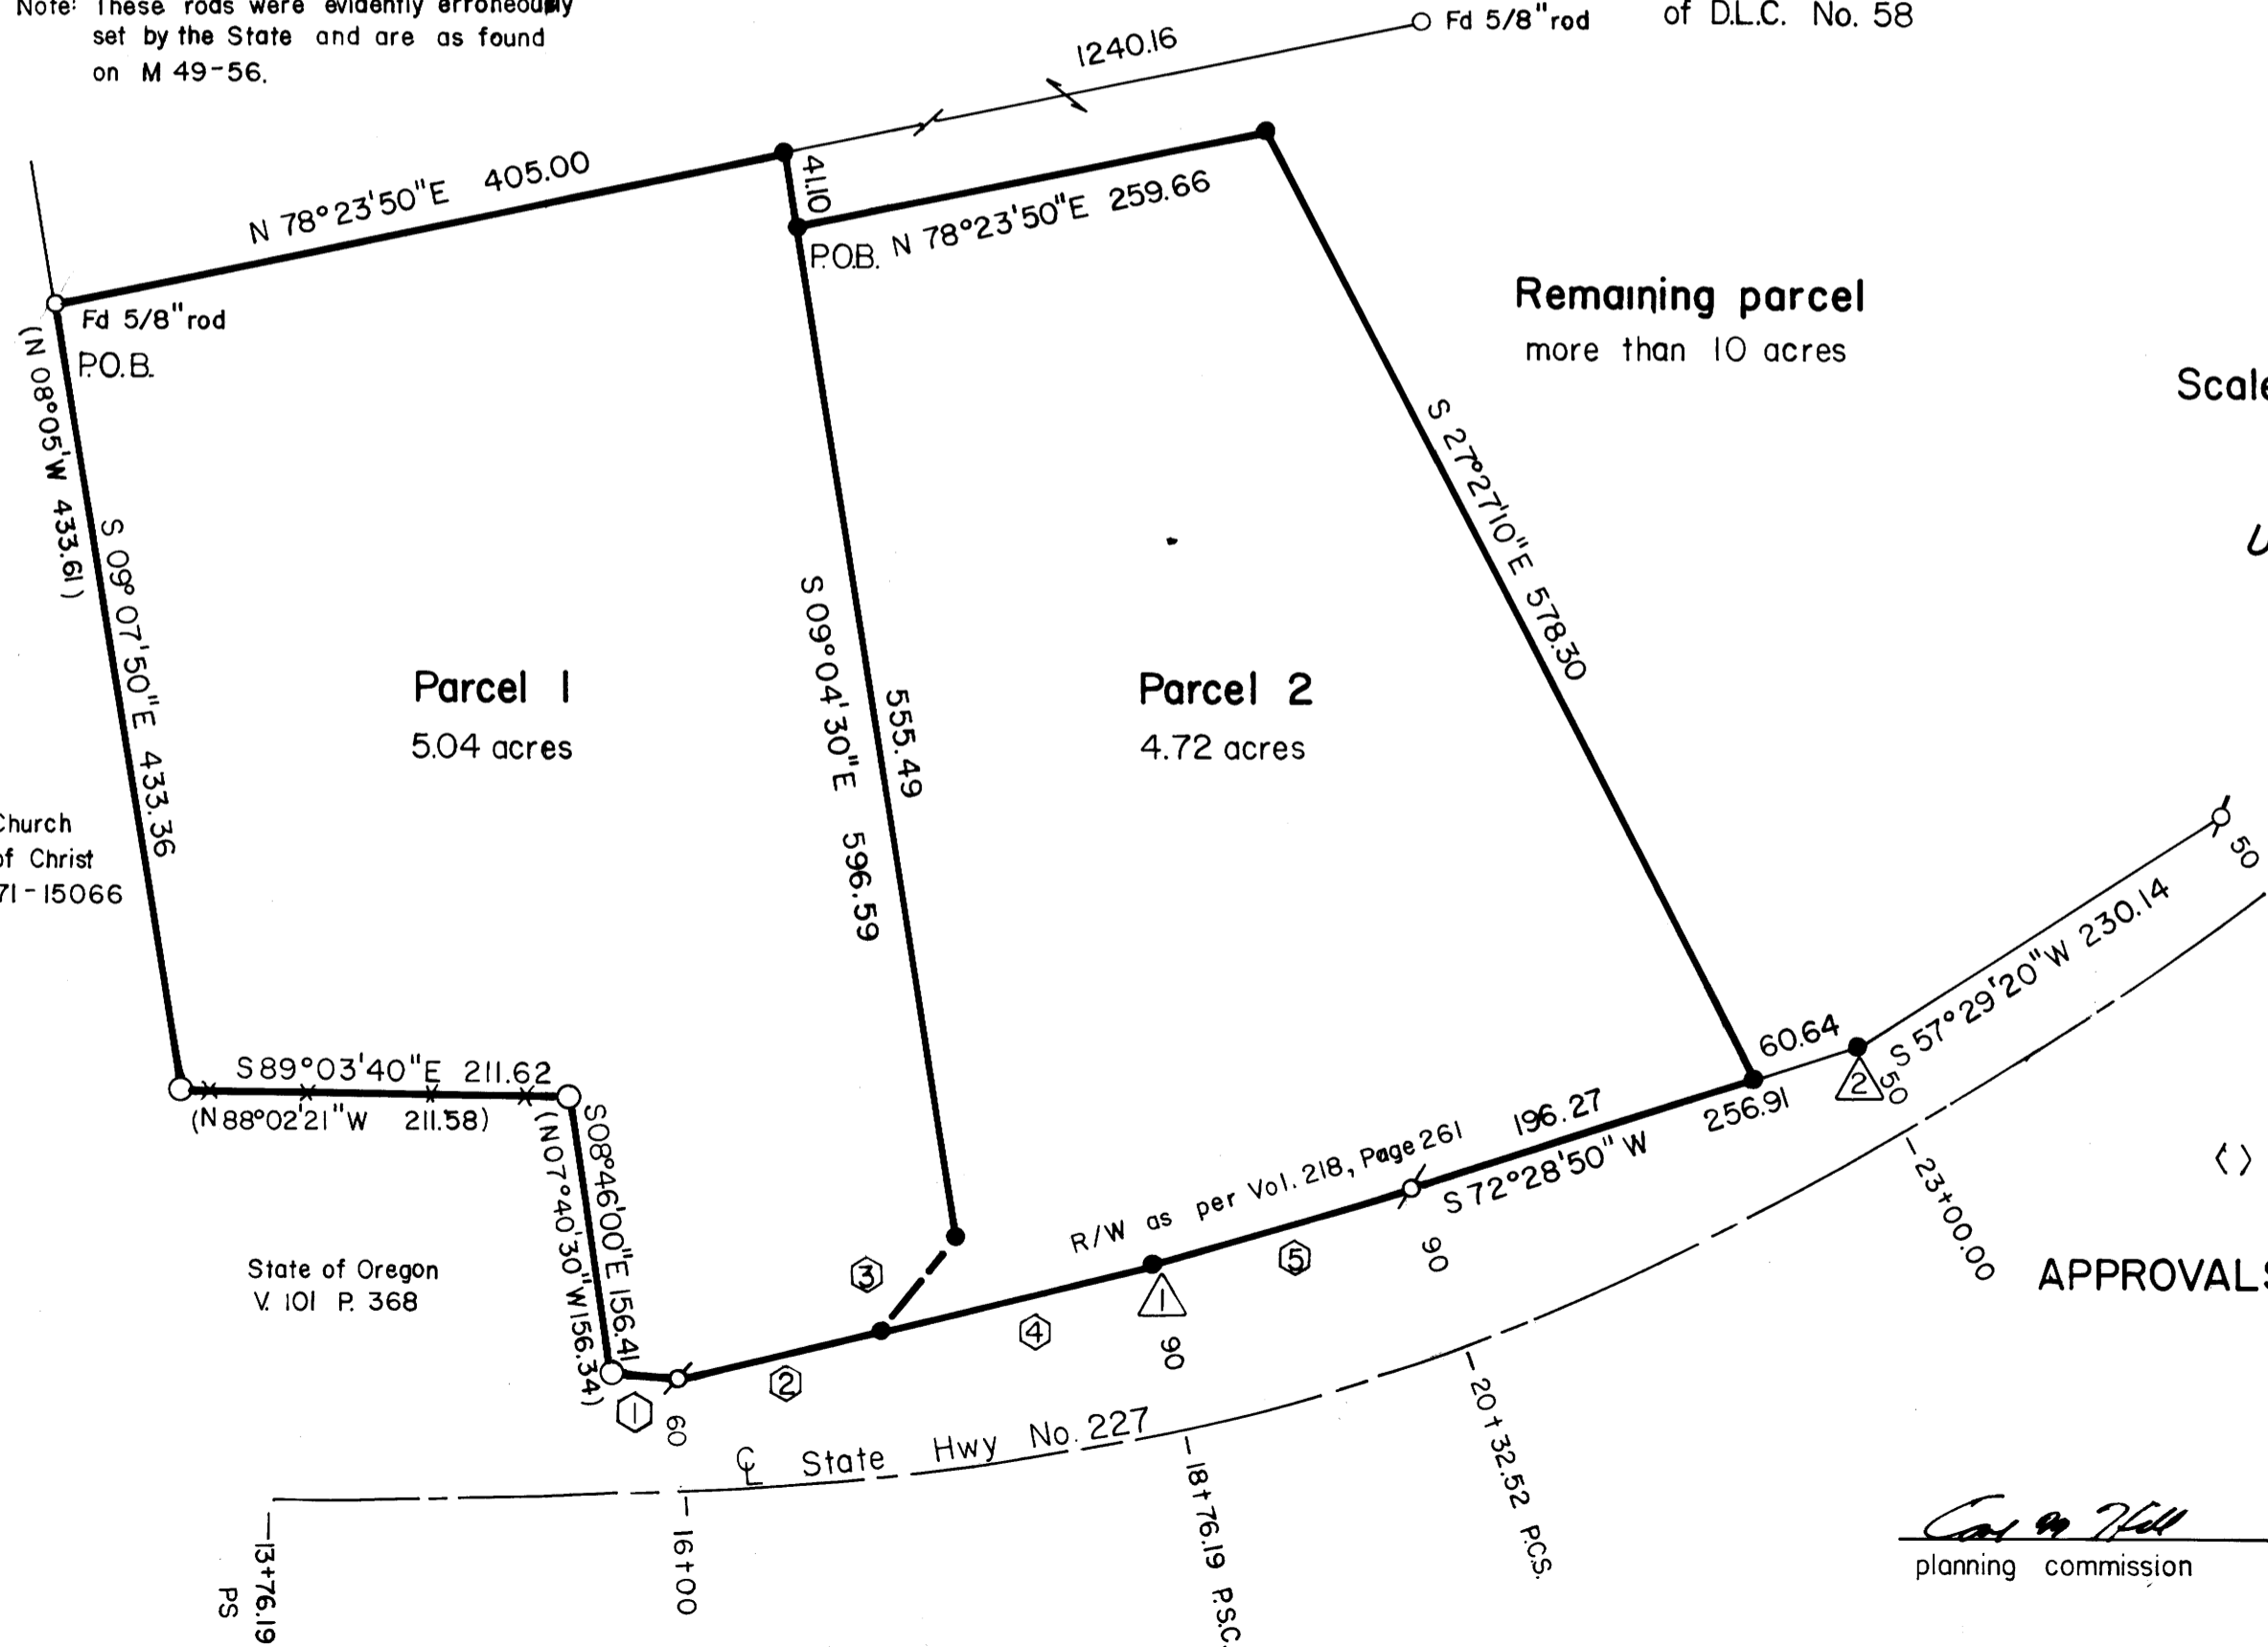 Note: These rods were evidently erroneously
set by the State and are as found
on M 49-56.
1240.16
Fd 5/8" rod
of D.L.C. No. 58
N 78°23'50"E 405.00
41.10
P.O.B. N 78°23'50"E 259.66
Fd 5/8" rod
P.O.B.
(N 08°05'W 433.61)
S 09°07'50"E 433.36
Remaining parcel
more than 10 acres
Scale
S 27°27'10"E 578.30
S 09°04'30"E 596.59
555.49
Parcel 1
5.04 acres
Parcel 2
4.72 acres
Church
of Christ
71-15066
S 89°03'40"E 211.62
(N 88°02'21"W 211.58)
S 08°46'00"E 156.41
(N 07°40'30"W 156.34)
State of Oregon
V. 101 P. 368
R/W as per Vol. 218, Page 261
196.27
S 72°28'50"W
256.91
60.64
S 57°29'20"W 230.14
50
50
2
90
1
90
1
2
3
4
5
60
℄ State Hwy No. 227
13+76.19
PS
16+00
18+76.19 P.S.C.
20+32.52 P.C.S.
23+00.00
()
APPROVALS
planning commission